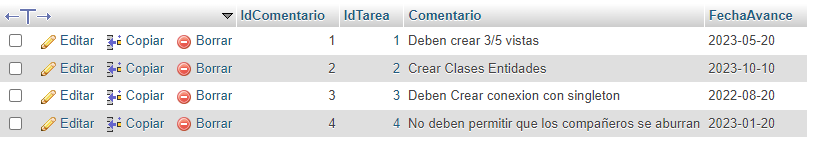 IdComentario IdTarea Comentario FechaAvance
Editar Copiar Borrar 1 1 Deben crear 3/5 vistas 2023-05-20
Editar Copiar Borrar 2 2 Crear Clases Entidades 2023-10-10
Editar Copiar Borrar 3 3 Deben Crear conexion con singleton 2022-08-20
Editar Copiar Borrar 4 4 No deben permitir que los compañeros se aburran 2023-01-20